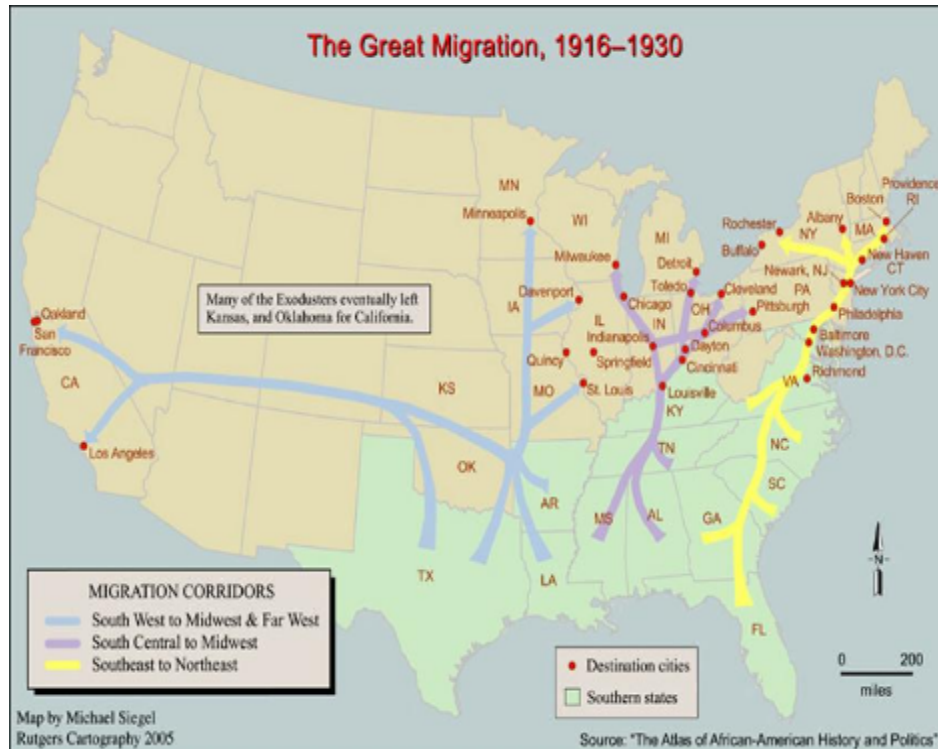 The Great Migration, 1916–1930
MN
Minneapolis
WI
Milwaukee
MI
Detroit
Toledo
Cleveland
Pittsburgh
Rochester
Buffalo
Albany
NY
Boston
MA
Providence
RI
New Haven
CT
Newark, NJ
New York City
PA
Philadelphia
Baltimore
Washington, D.C.
Richmond
VA
Many of the Exodusters eventually left
Kansas, and Oklahoma for California.
IA
Davenport
Chicago
IL
IN
OH
Indianapolis
Columbus
Dayton
Cincinnati
Quincy
Springfield
St. Louis
MO
Louisville
KY
Oakland
San
Francisco
CA
Los Angeles
KS
OK
AR
TN
NC
SC
MS
AL
GA
TX
LA
FL
MIGRATION CORRIDORS
South West to Midwest & Far West
South Central to Midwest
Southeast to Northeast
Destination cities
Southern states
N
0 200
miles
Map by Michael Siegel
Rutgers Cartography 2005
Source: "The Atlas of African-American History and Politics"